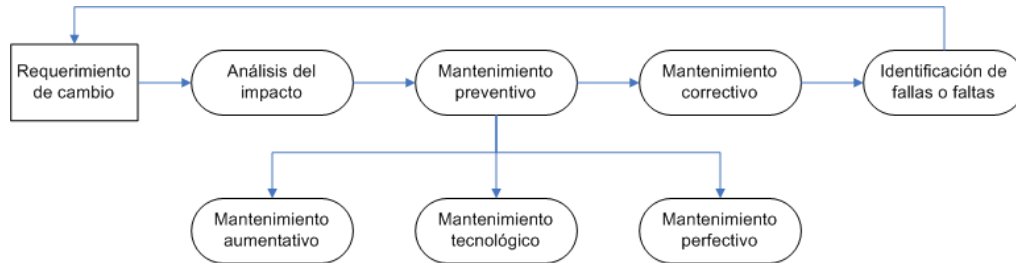 Requerimiento
de cambio
Análisis del
impacto
Mantenimiento
preventivo
Mantenimiento
correctivo
Identificación de
fallas o faltas
Mantenimiento
aumentativo
Mantenimiento
tecnológico
Mantenimiento
perfectivo